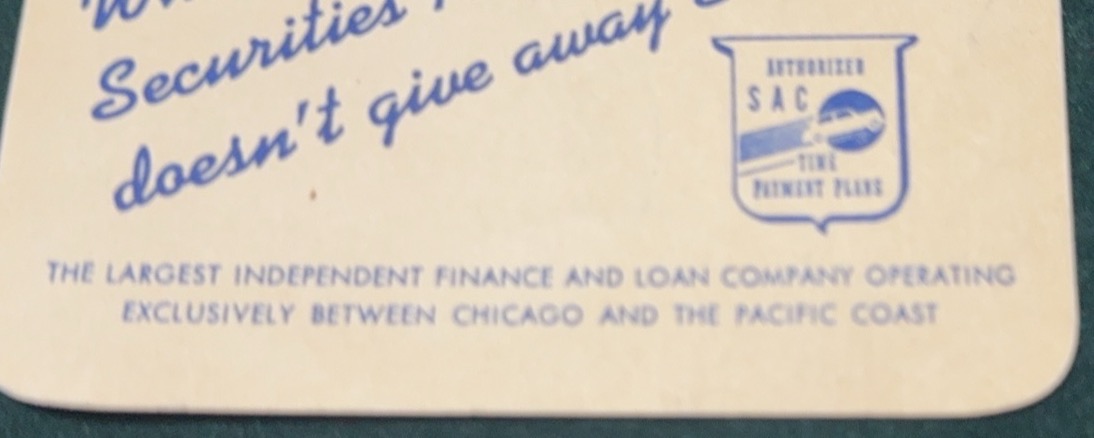 Securities
doesn't give away
AUTHORIZED
SAC
TIME
PAYMENT PLANS
THE LARGEST INDEPENDENT FINANCE AND LOAN COMPANY OPERATING
EXCLUSIVELY BETWEEN CHICAGO AND THE PACIFIC COAST